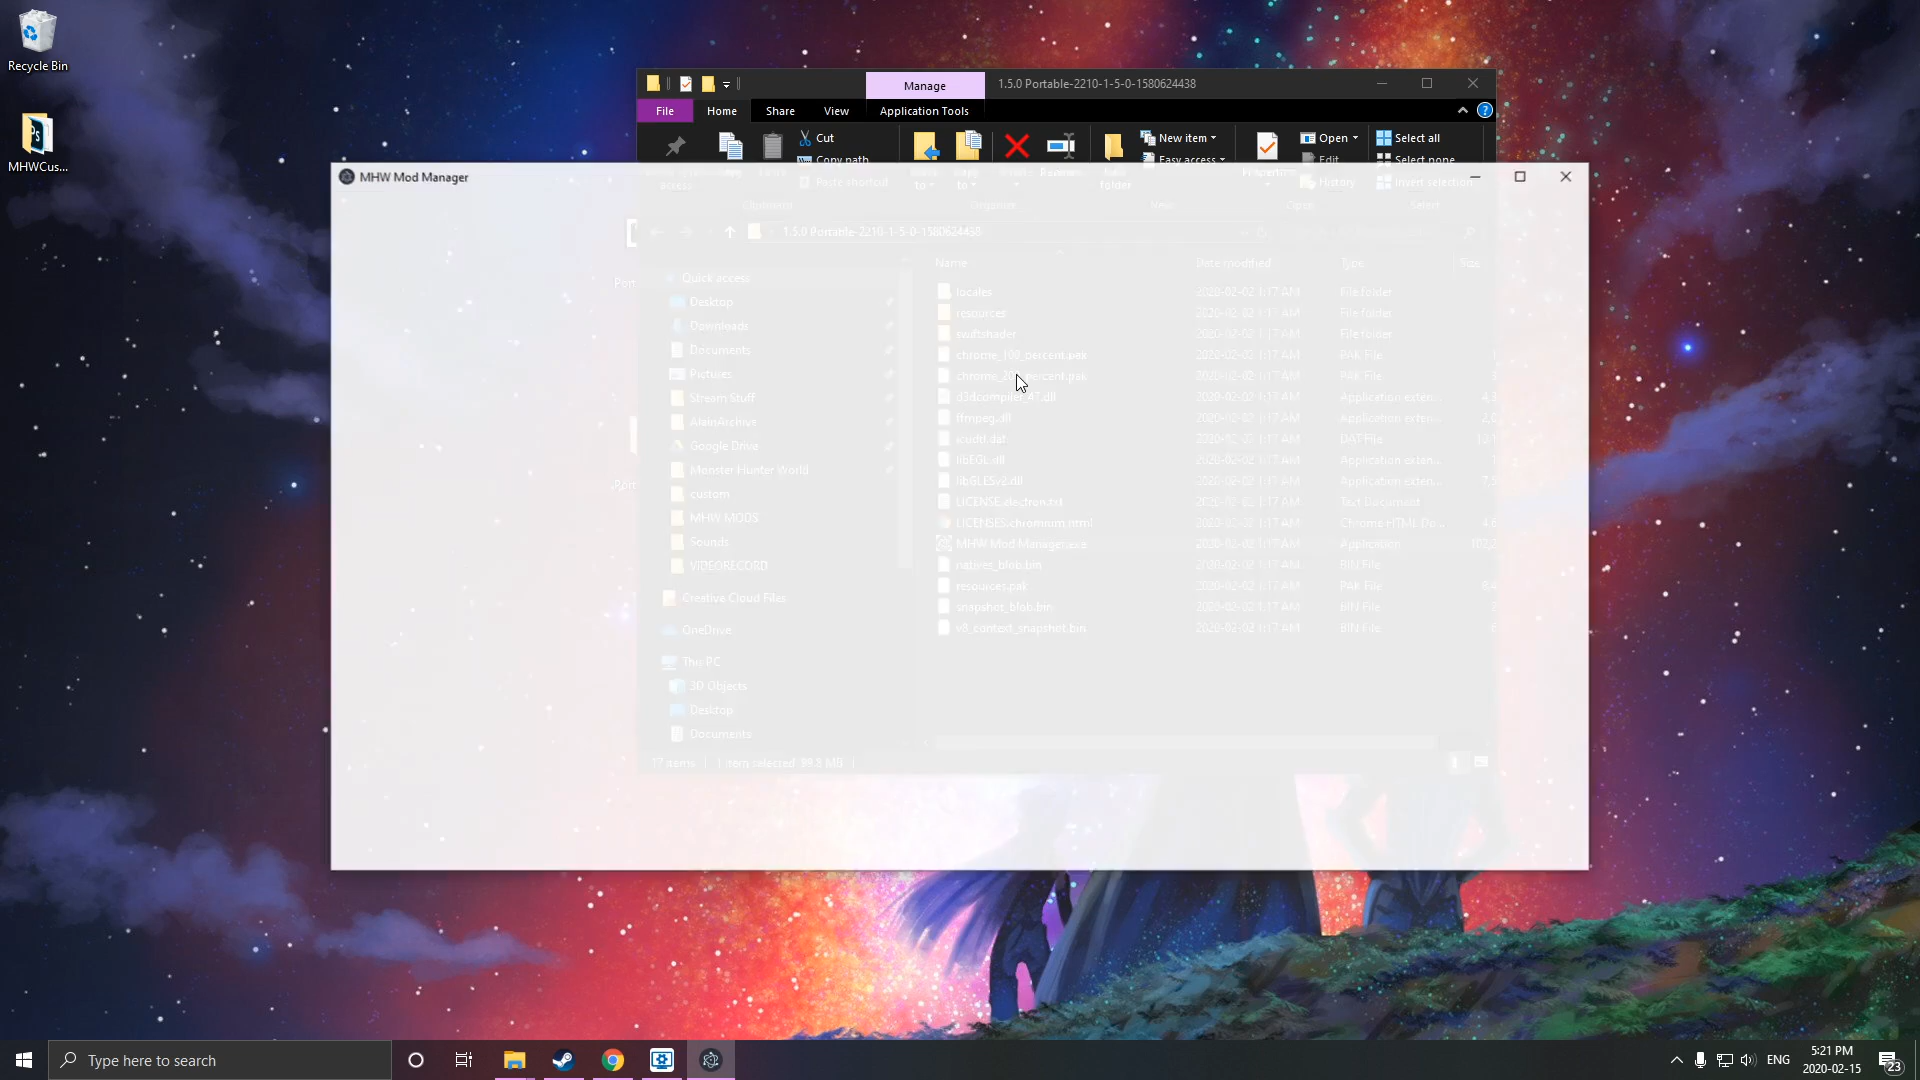 Recycle Bin
MHWCus...
Manage
1.5.0 Portable-2210-1-5-0-1580624438
File
Home
Share
View
Application Tools
Cut
Copy path
Paste shortcut
New item
Easy access
Open
Edit
History
Select all
Select none
Invert selection
access
to
to
folder
Clipboard
Organize
New
Open
Select
MHW Mod Manager
1.5.0 Portable-2210-1-5-0-1580624438
Name
Date modified
Type
Size
Quick access
Desktop
Downloads
Documents
Pictures
Stream Stuff
AlainArchive
Google Drive
Monster Hunter World
custom
MHW MODS
Sounds
VIDEORECORD
Creative Cloud Files
OneDrive
This PC
3D Objects
Desktop
Documents
locales 2020-02-02 1:17 AM File folder
resources 2020-02-02 1:17 AM File folder
swiftshader 2020-02-02 1:17 AM File folder
chrome_100_percent.pak 2020-02-02 1:17 AM PAK File
chrome_200_percent.pak 2020-02-02 1:17 AM PAK File
d3dcompiler_47.dll 2020-02-02 1:17 AM Application exten...
ffmpeg.dll 2020-02-02 1:17 AM Application exten...
icudtl.dat 2020-02-02 1:17 AM DAT File
libEGL.dll 2020-02-02 1:17 AM Application exten...
libGLESv2.dll 2020-02-02 1:17 AM Application exten...
LICENSE.electron.txt 2020-02-02 1:17 AM Text Document
LICENSES.chromium.html 2020-02-02 1:17 AM Chrome HTML Do...
MHW Mod Manager.exe 2020-02-02 1:17 AM Application
natives_blob.bin 2020-02-02 1:17 AM BIN File
resources.pak 2020-02-02 1:17 AM PAK File
snapshot_blob.bin 2020-02-02 1:17 AM BIN File
v8_context_snapshot.bin 2020-02-02 1:17 AM BIN File
17 items
1 item selected 99.8 MB
Type here to search
ENG
5:21 PM
2020-02-15
23